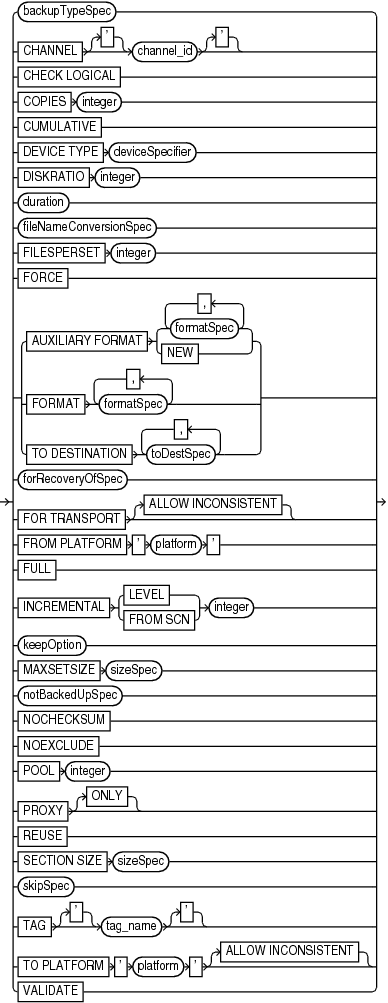 backupTypeSpec
CHANNEL ' channel_id '
CHECK LOGICAL
COPIES integer
CUMULATIVE
DEVICE TYPE deviceSpecifier
DISKRATIO integer
duration
fileNameConversionSpec
FILESPERSET integer
FORCE
,
formatSpec
AUXILIARY FORMAT
NEW
,
FORMAT formatSpec
,
TO DESTINATION toDestSpec
forRecoveryOfSpec
ALLOW INCONSISTENT
FOR TRANSPORT
FROM PLATFORM ' platform '
FULL
LEVEL
INCREMENTAL integer
FROM SCN
keepOption
MAXSETSIZE sizeSpec
notBackedUpSpec
NOCHECKSUM
NOEXCLUDE
POOL integer
ONLY
PROXY
REUSE
SECTION SIZE sizeSpec
skipSpec
TAG ' tag_name '
ALLOW INCONSISTENT
TO PLATFORM ' platform '
VALIDATE